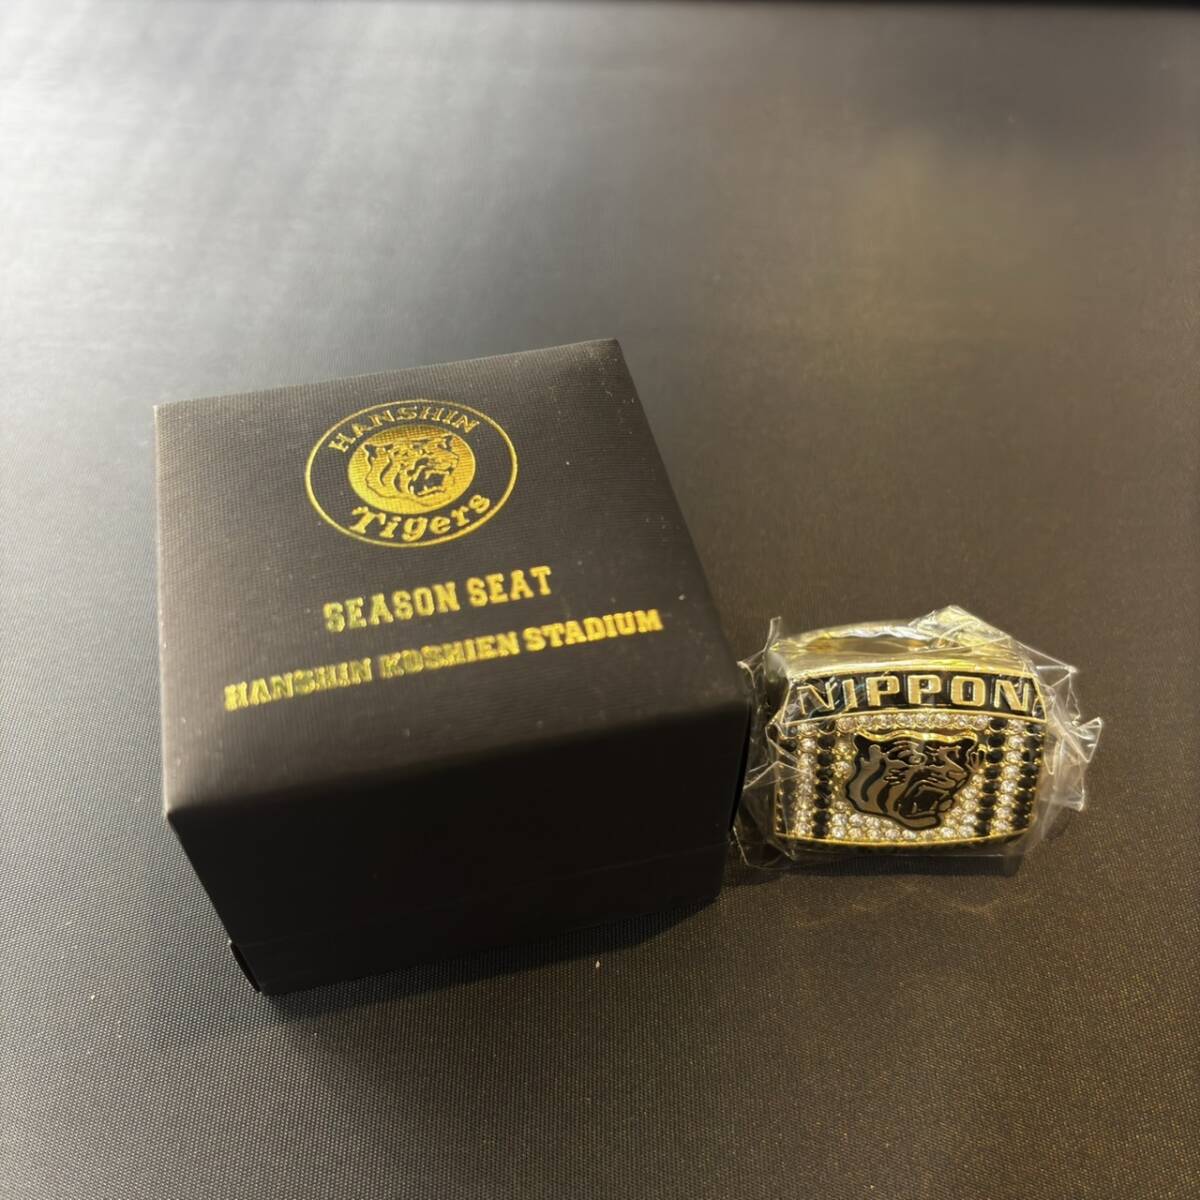 HANSHIN
Tigers
SEASON SEAT
HANSHIN KOSHIEN STADIUM
NIPPON